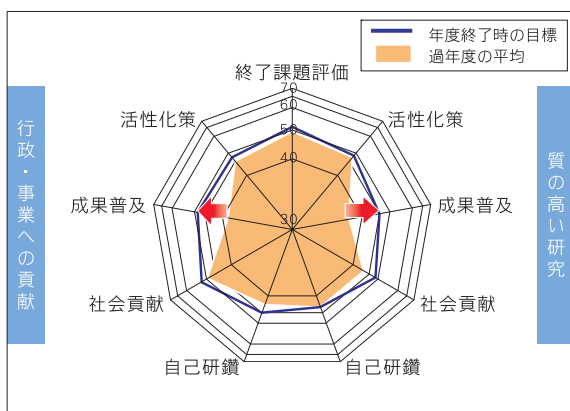 年度終了時の目標
過年度の平均
終了課題評価
70
60
50
40
30
活性化策
活性化策
成果普及
成果普及
社会貢献
社会貢献
自己研鑽
自己研鑽
行政・事業への貢献
質の高い研究